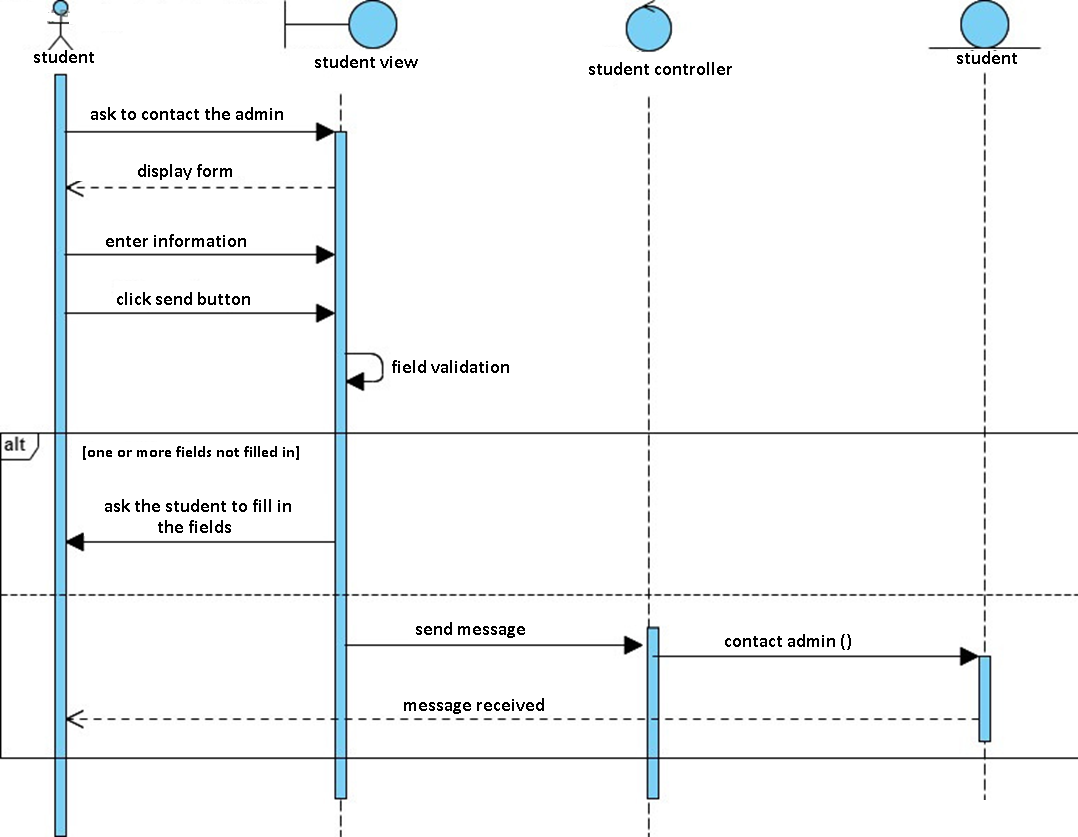 student
student view
student controller
student
ask to contact the admin
display form
enter information
click send button
field validation
alt
[one or more fields not filled in]
ask the student to fill in
the fields
send message
contact admin ()
message received